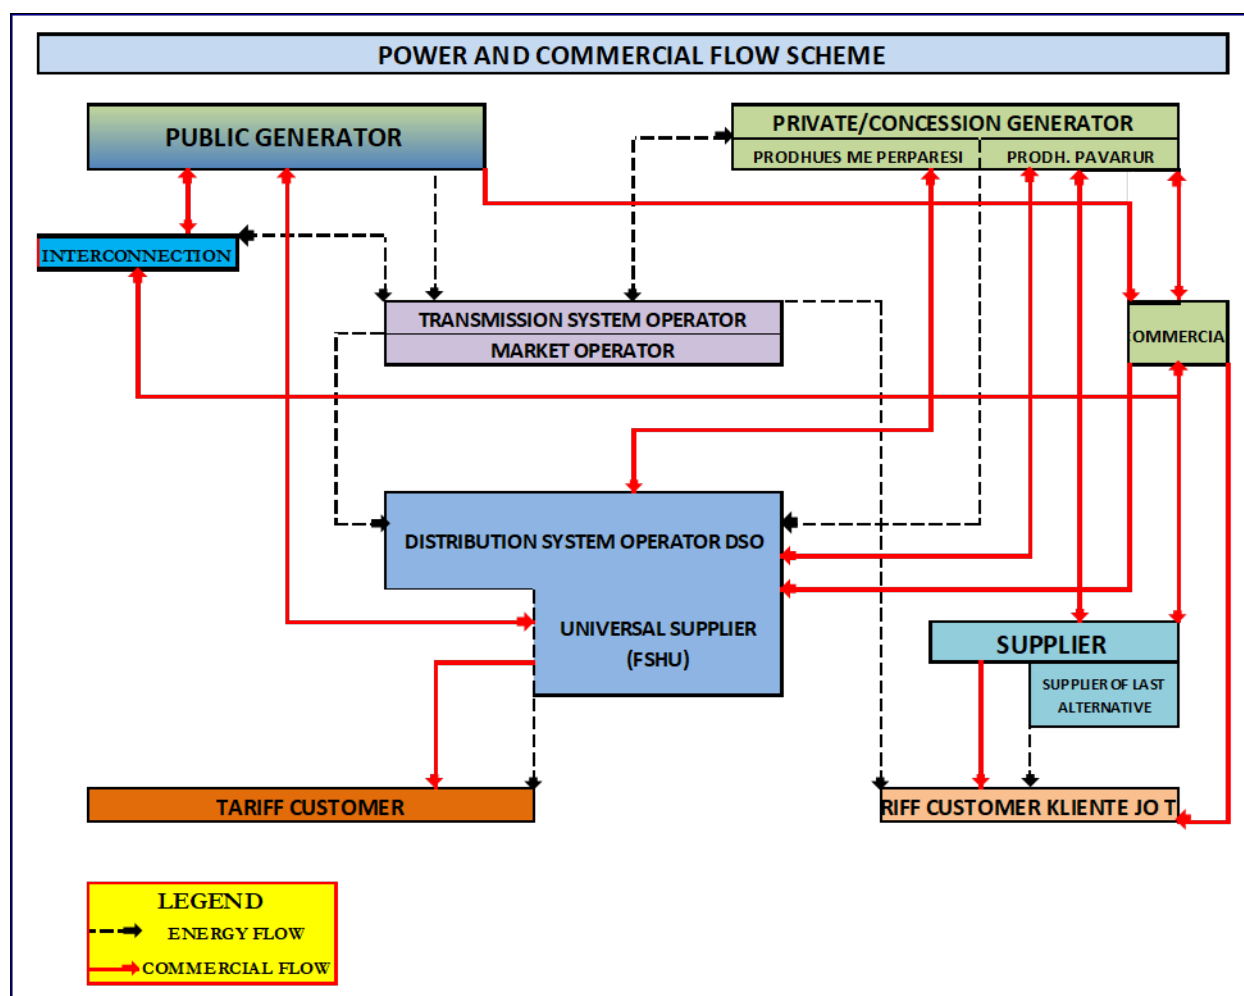 POWER AND COMMERCIAL FLOW SCHEME
PUBLIC GENERATOR
PRIVATE/CONCESSION GENERATOR
PRODHUES ME PERPARESI
PRODH. PAVARUR
INTERCONNECTION
TRANSMISSION SYSTEM OPERATOR
MARKET OPERATOR
OMMERCIA
DISTRIBUTION SYSTEM OPERATOR DSO
UNIVERSAL SUPPLIER
(FSHU)
SUPPLIER
SUPPLIER OF LAST
ALTERNATIVE
TARIFF CUSTOMER
RIFF CUSTOMER KLIENTE JO T
LEGEND
ENERGY FLOW
COMMERCIAL FLOW